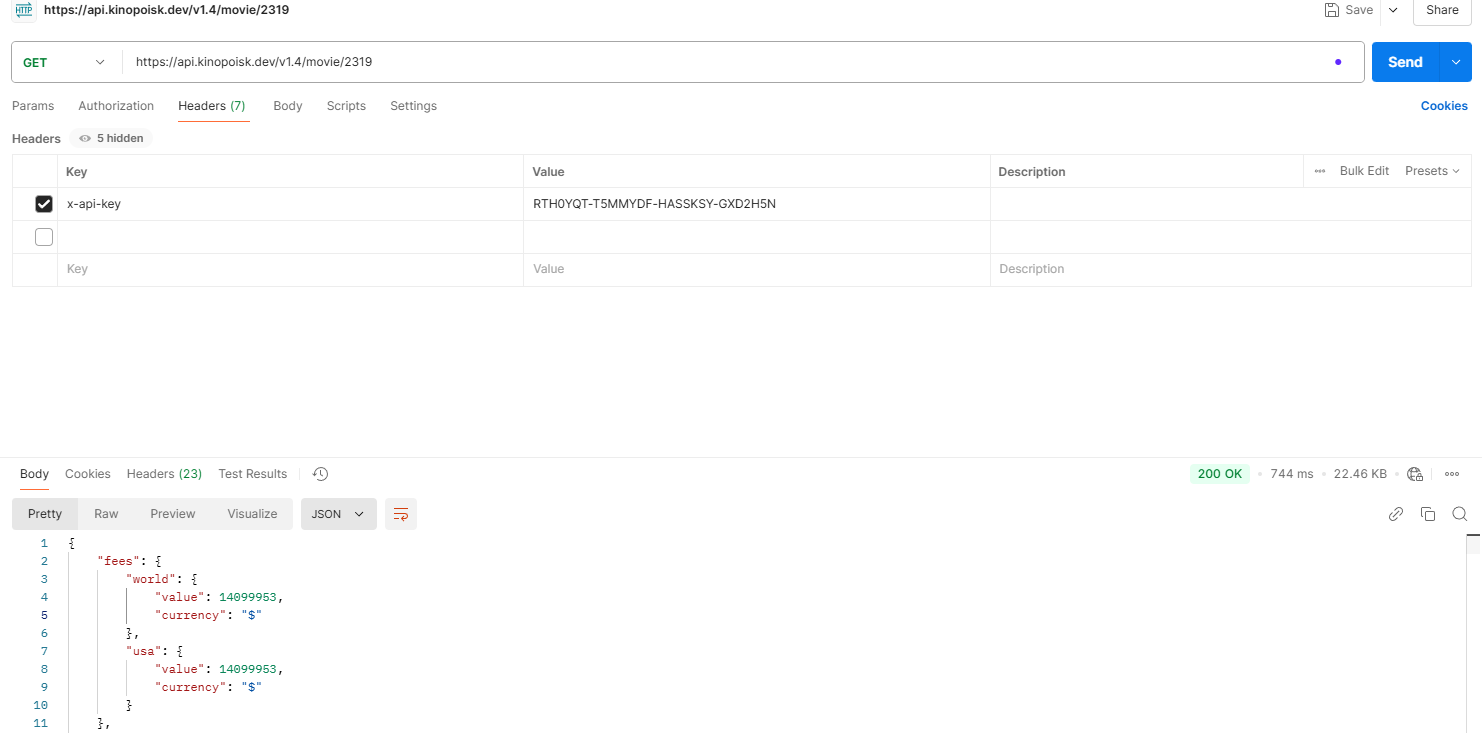 HTTP https://api.kinopoisk.dev/v1.4/movie/2319 Save Share
GET https://api.kinopoisk.dev/v1.4/movie/2319 Send
Params Authorization Headers (7) Body Scripts Settings Cookies
Headers 5 hidden
Key Value Description Bulk Edit Presets
x-api-key RTH0YQT-T5MMYDF-HASSKSY-GXD2H5N
Key Value Description
Body Cookies Headers (23) Test Results 200 OK 744 ms 22.46 KB
Pretty Raw Preview Visualize JSON
1 {
2 "fees": {
3 "world": {
4 "value": 14099953,
5 "currency": "$"
6 },
7 "usa": {
8 "value": 14099953,
9 "currency": "$"
10 }
11 },